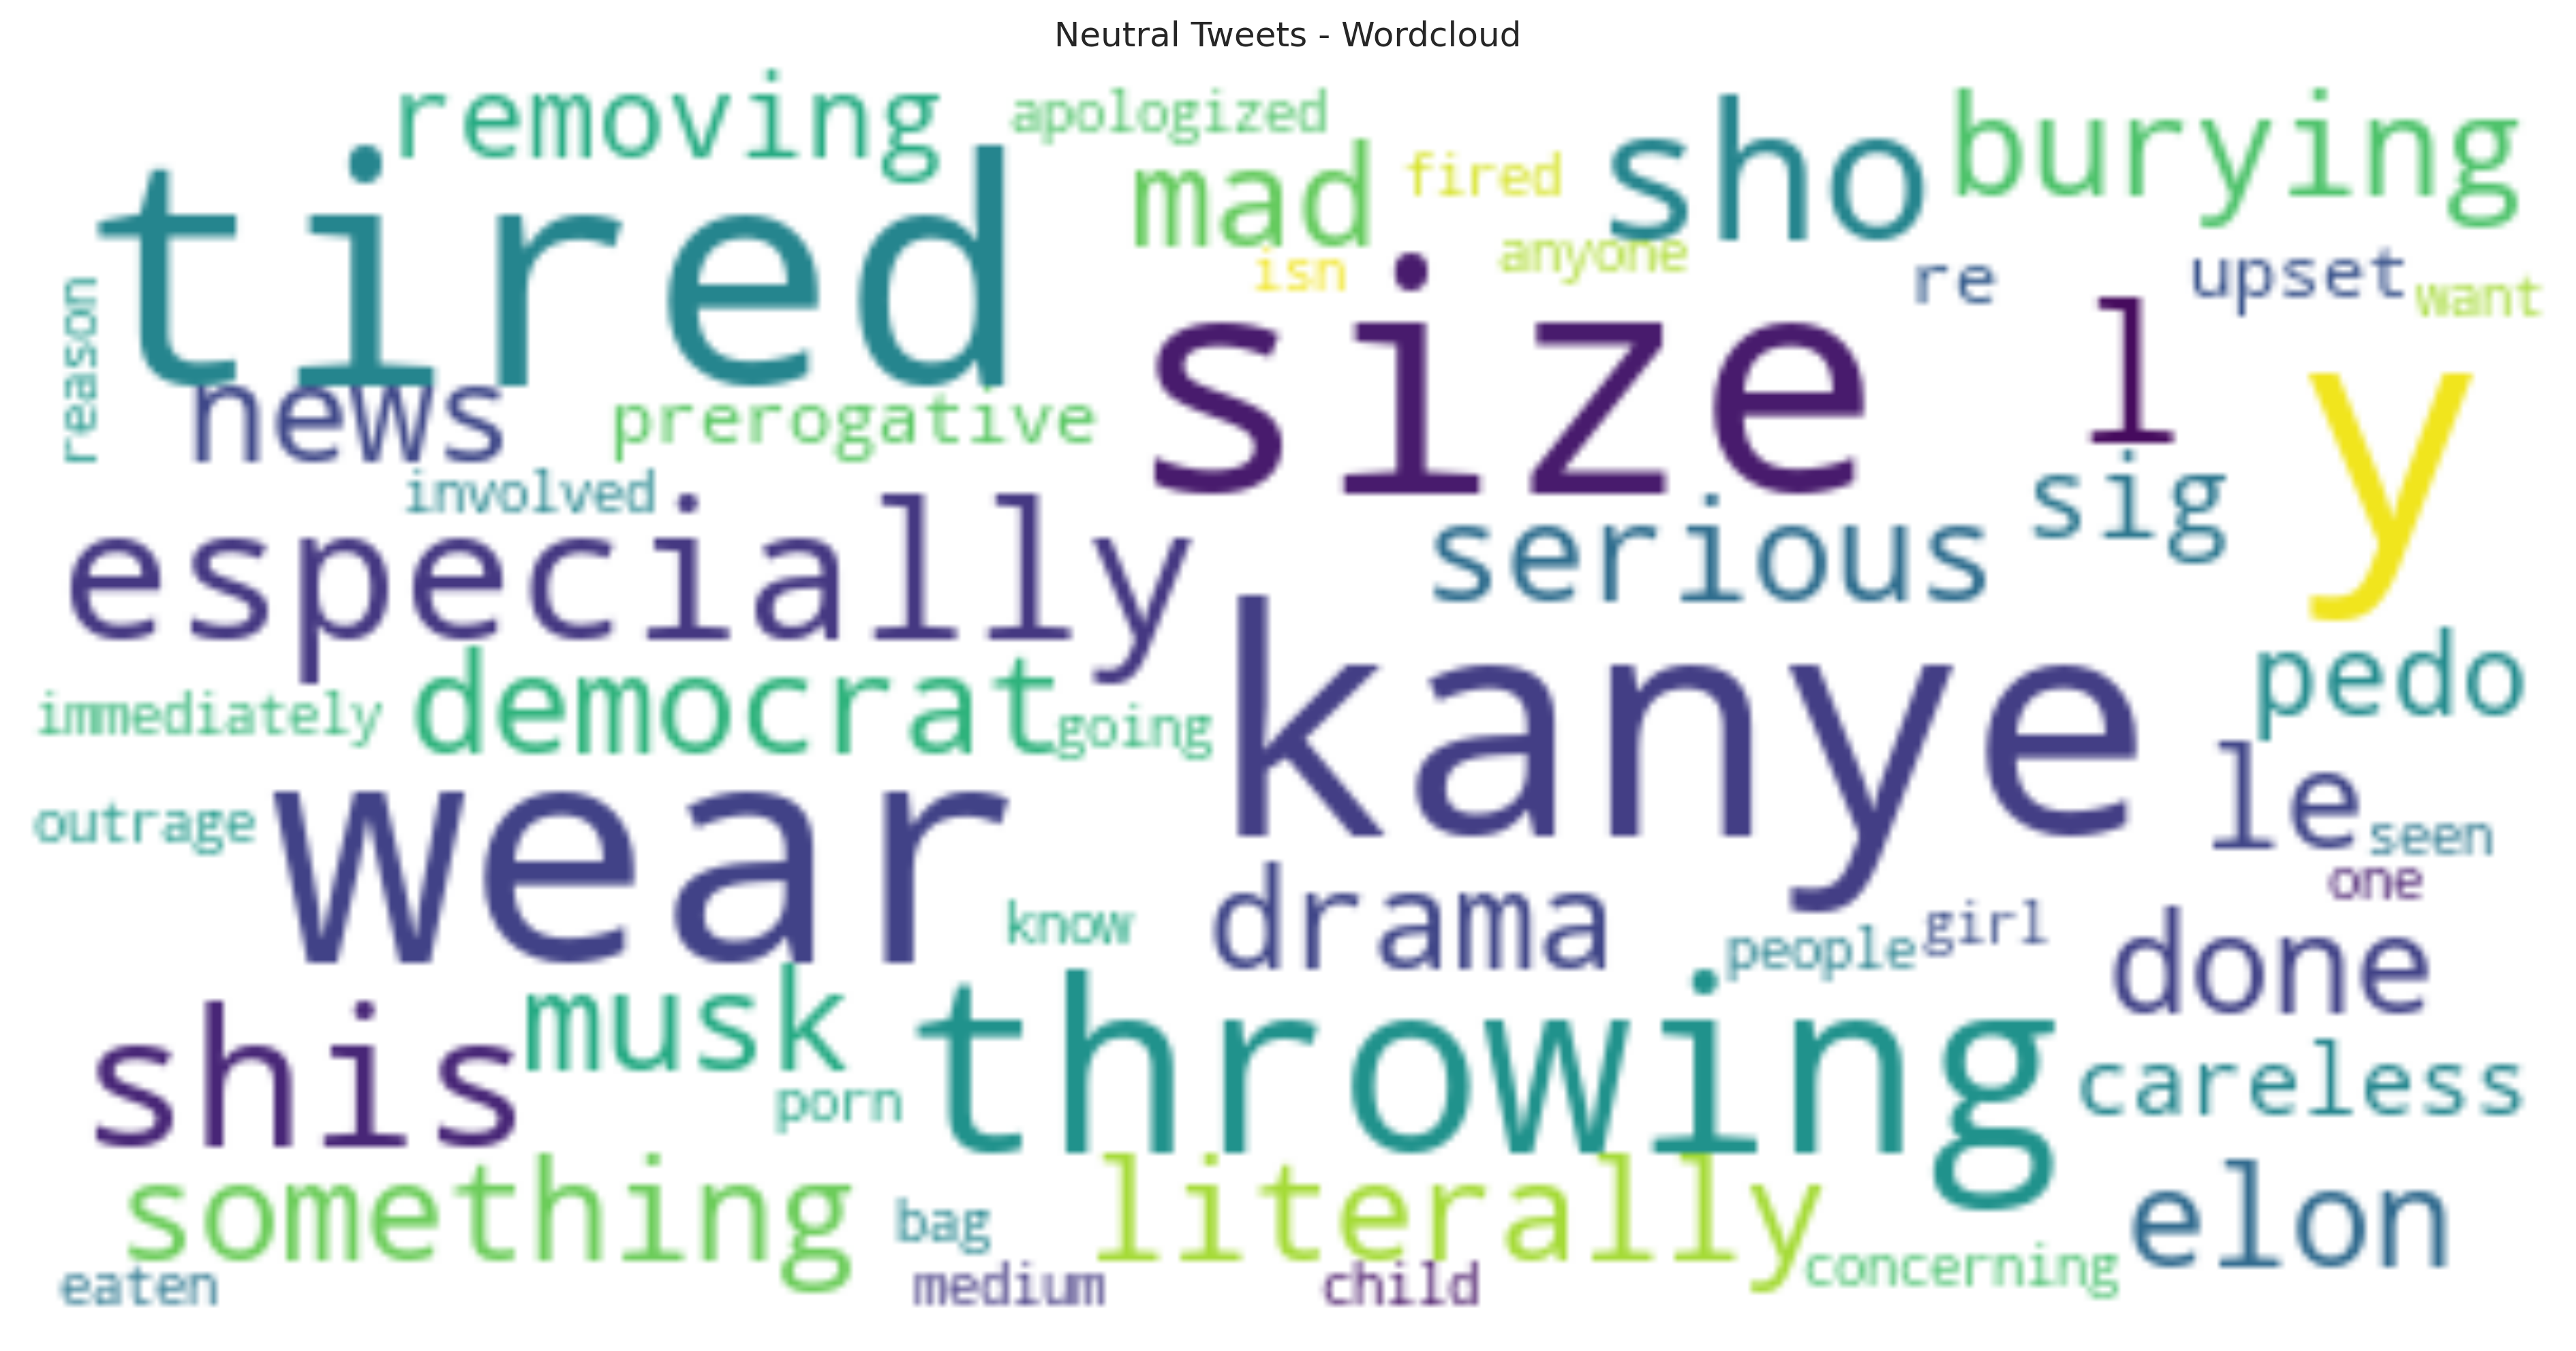 Neutral Tweets - Wordcloud
removing
apologized
burying
tired
mad
fired
sho
isn
anyone
re
upset
want
reason
size
l
y
news
prerogative
involved
especially
serious
sig
immediately
democrat
going
kanye
pedo
outrage
wear
le
seen
one
know
drama
people
girl
done
shis
musk
throwing
porn
careless
something
bag
literally
elon
concerning
eaten
medium
child